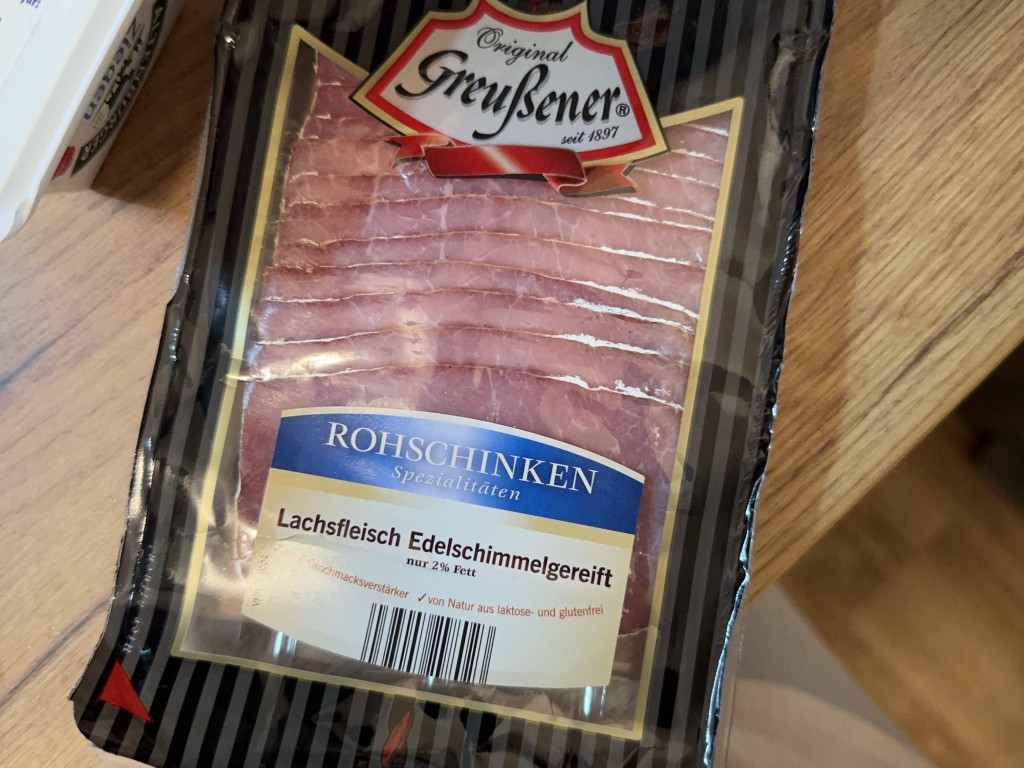 Original
Greußener®
seit 1897
ROHSCHINKEN
Spezialitäten
Lachsfleisch Edelschimmelgereift
nur 2% Fett
Geschmacksverstärker ✓von Natur aus laktose- und glutenfrei